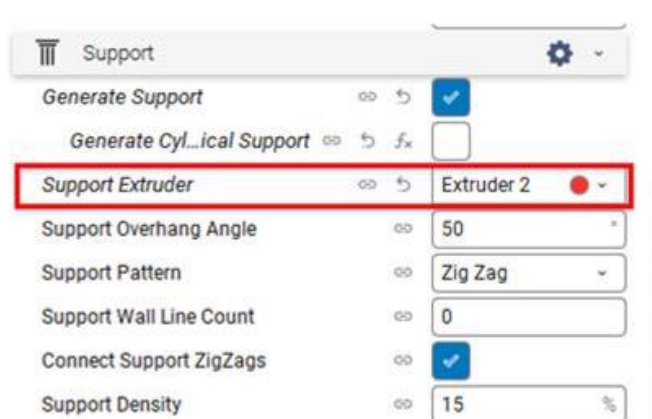 Support
Generate Support
Generate Cyl...ical Support fx
Support Extruder Extruder 2
Support Overhang Angle 50 °
Support Pattern Zig Zag
Support Wall Line Count 0
Connect Support ZigZags
Support Density 15 %